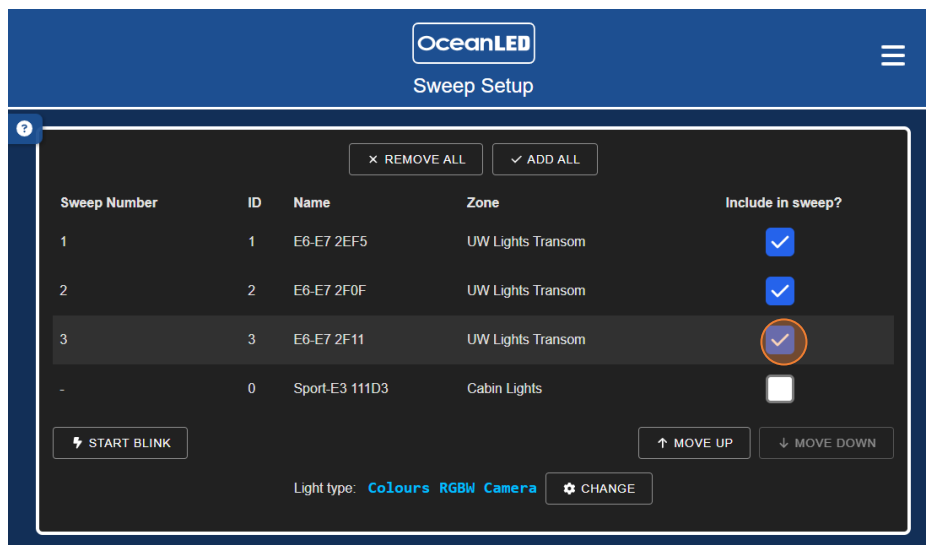 OceanLED
Sweep Setup
?
× REMOVE ALL ✓ ADD ALL
Sweep Number ID Name Zone Include in sweep?
1 1 E6-E7 2EF5 UW Lights Transom
2 2 E6-E7 2F0F UW Lights Transom
3 3 E6-E7 2F11 UW Lights Transom
- 0 Sport-E3 111D3 Cabin Lights
START BLINK ↑ MOVE UP ↓ MOVE DOWN
Light type: Colours RGBW Camera CHANGE